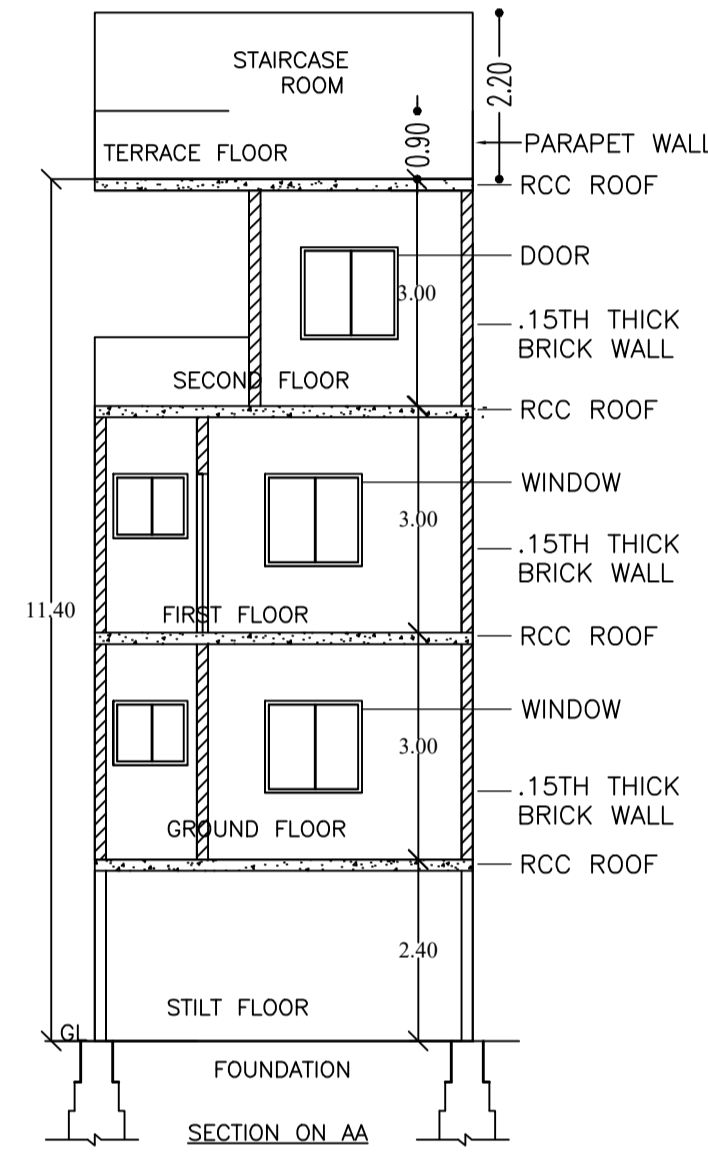 STAIRCASE
ROOM
2.20
0.90
TERRACE FLOOR
PARAPET WALL
RCC ROOF
DOOR
3.00
.15TH THICK
BRICK WALL
SECOND FLOOR
RCC ROOF
WINDOW
3.00
.15TH THICK
BRICK WALL
11.40
FIRST FLOOR
RCC ROOF
WINDOW
3.00
.15TH THICK
BRICK WALL
GROUND FLOOR
RCC ROOF
2.40
STILT FLOOR
GL
FOUNDATION
SECTION ON AA